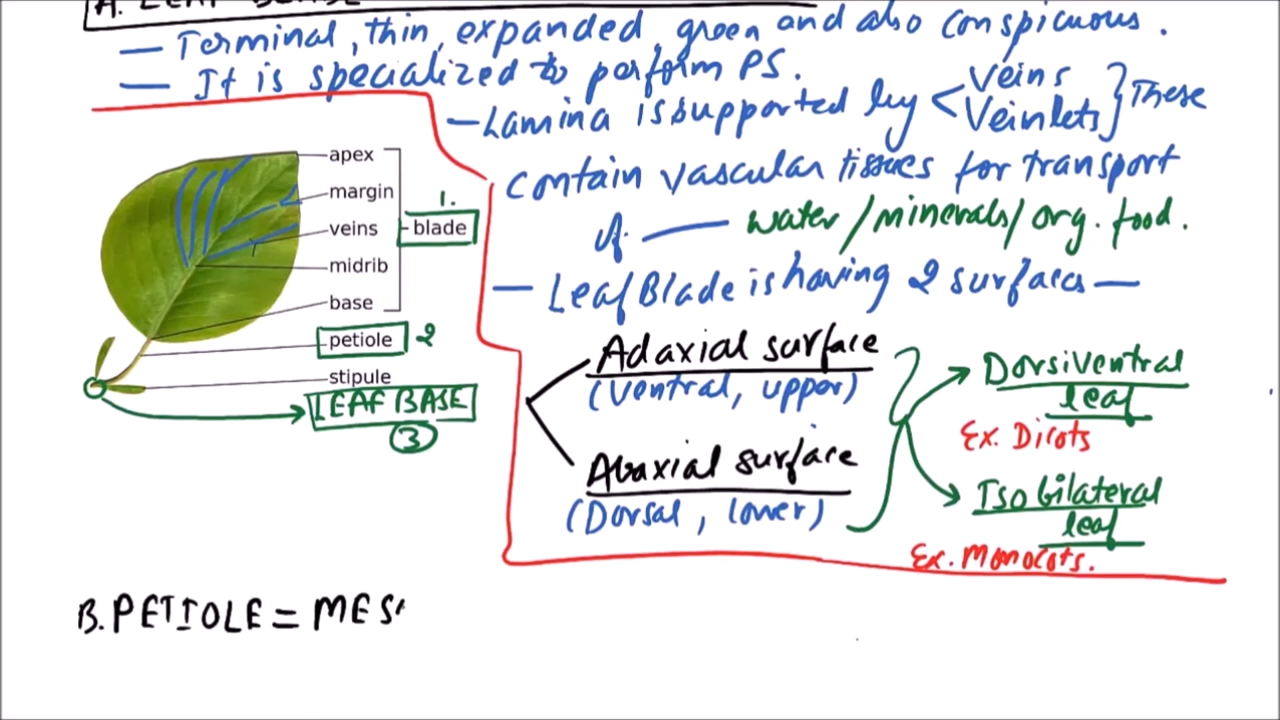 A. LEAF BLADE
— Terminal, thin, expanded, green and also conspicuous.
— It is specialized to perform PS.
— Lamina is supported by < Veins
Veinlets } These
contain vascular tissues for transport
of. — water/minerals/org. food.
— Leaf Blade is having 2 surfaces —
apex
margin
veins
midrib
base
1.
blade
petiole 2
stipule
LEAF BASE
3
Adaxial surface
(Ventral, upper)
Abaxial surface
(Dorsal, lower)
Dorsiventral
leaf
Ex. Dicots
Isobilateral
leaf
Ex. Monocots.
B. PETIOLE = MES